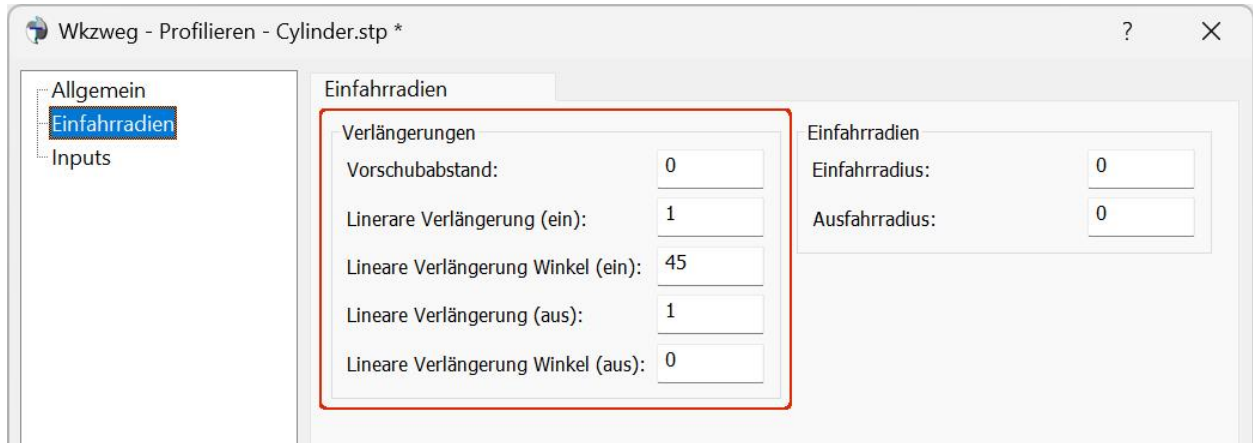 Wkzweg - Profilieren - Cylinder.stp *
?
Allgemein
Einfahrradien
Inputs
Einfahrradien
Verlängerungen
Vorschubabstand: 0
Linerare Verlängerung (ein): 1
Lineare Verlängerung Winkel (ein): 45
Lineare Verlängerung (aus): 1
Lineare Verlängerung Winkel (aus): 0
Einfahrradien
Einfahrradius: 0
Ausfahrradius: 0